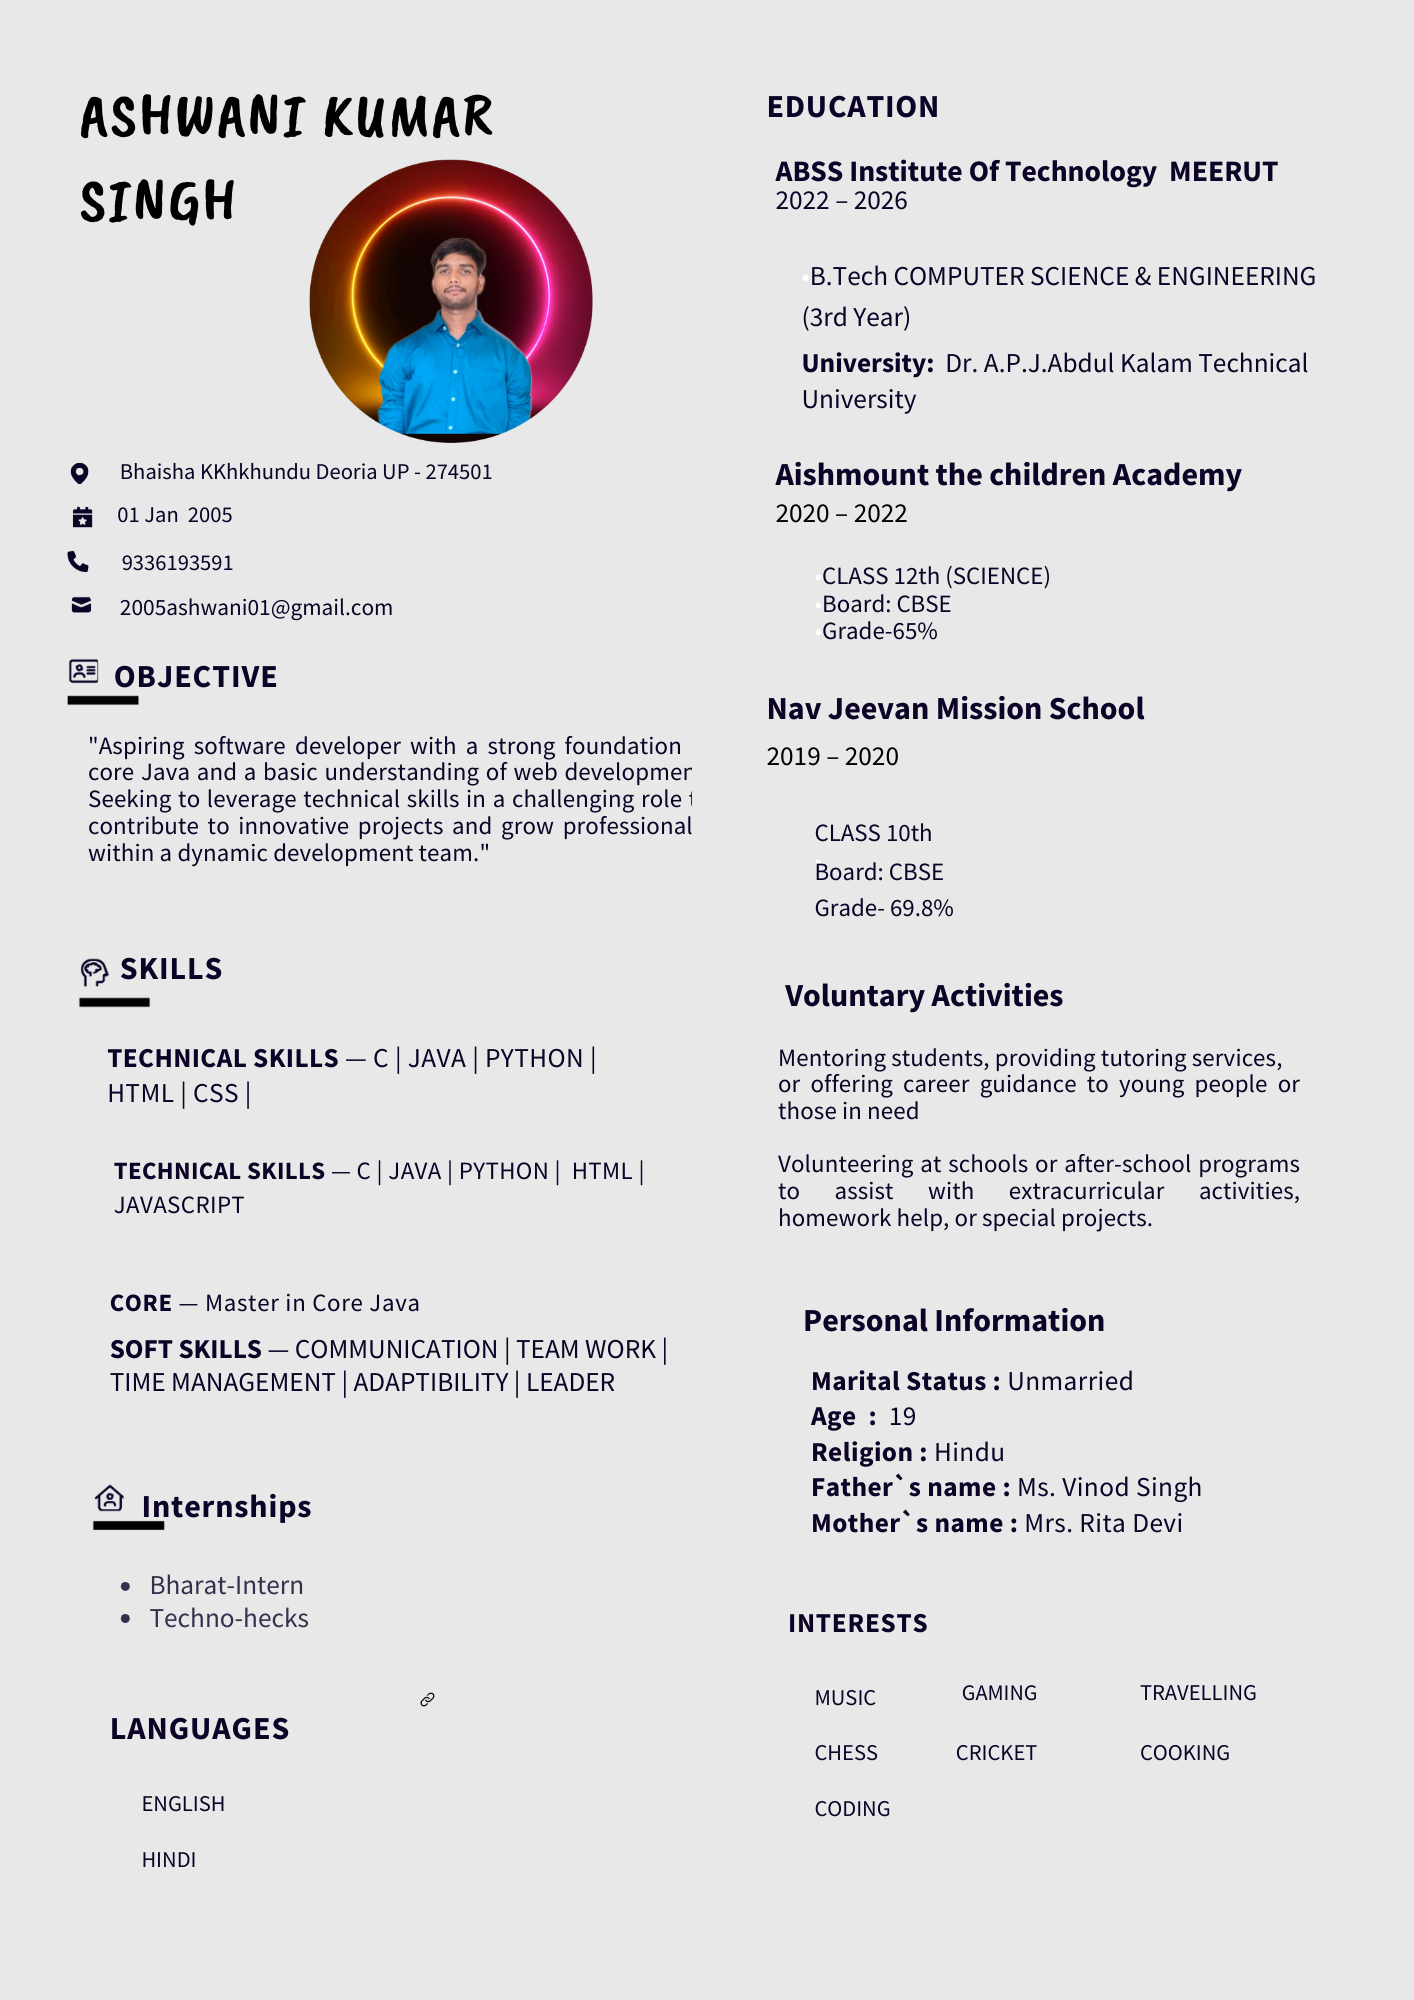 ASHWANI KUMAR
SINGH
Bhaisha KKhkhundu Deoria UP - 274501
01 Jan 2005
9336193591
2005ashwani01@gmail.com
OBJECTIVE
"Aspiring software developer with a strong foundation
core Java and a basic understanding of web developmen
Seeking to leverage technical skills in a challenging role
contribute to innovative projects and grow professional
within a dynamic development team."
SKILLS
TECHNICAL SKILLS — C | JAVA | PYTHON |
HTML | CSS |
TECHNICAL SKILLS — C | JAVA | PYTHON | HTML |
JAVASCRIPT
CORE — Master in Core Java
SOFT SKILLS — COMMUNICATION | TEAM WORK |
TIME MANAGEMENT | ADAPTIBILITY | LEADER
Internships
• Bharat-Intern
• Techno-hecks
LANGUAGES
ENGLISH
HINDI
EDUCATION
ABSS Institute Of Technology MEERUT
2022 – 2026
•B.Tech COMPUTER SCIENCE & ENGINEERING
(3rd Year)
University: Dr. A.P.J.Abdul Kalam Technical
University
Aishmount the children Academy
2020 – 2022
•CLASS 12th (SCIENCE)
•Board: CBSE
•Grade-65%
Nav Jeevan Mission School
2019 – 2020
CLASS 10th
Board: CBSE
Grade- 69.8%
Voluntary Activities
Mentoring students, providing tutoring services,
or offering career guidance to young people or
those in need
Volunteering at schools or after-school programs
to assist with extracurricular activities,
homework help, or special projects.
Personal Information
Marital Status : Unmarried
Age : 19
Religion : Hindu
Father`s name : Ms. Vinod Singh
Mother`s name : Mrs. Rita Devi
INTERESTS
MUSIC GAMING TRAVELLING
CHESS CRICKET COOKING
CODING